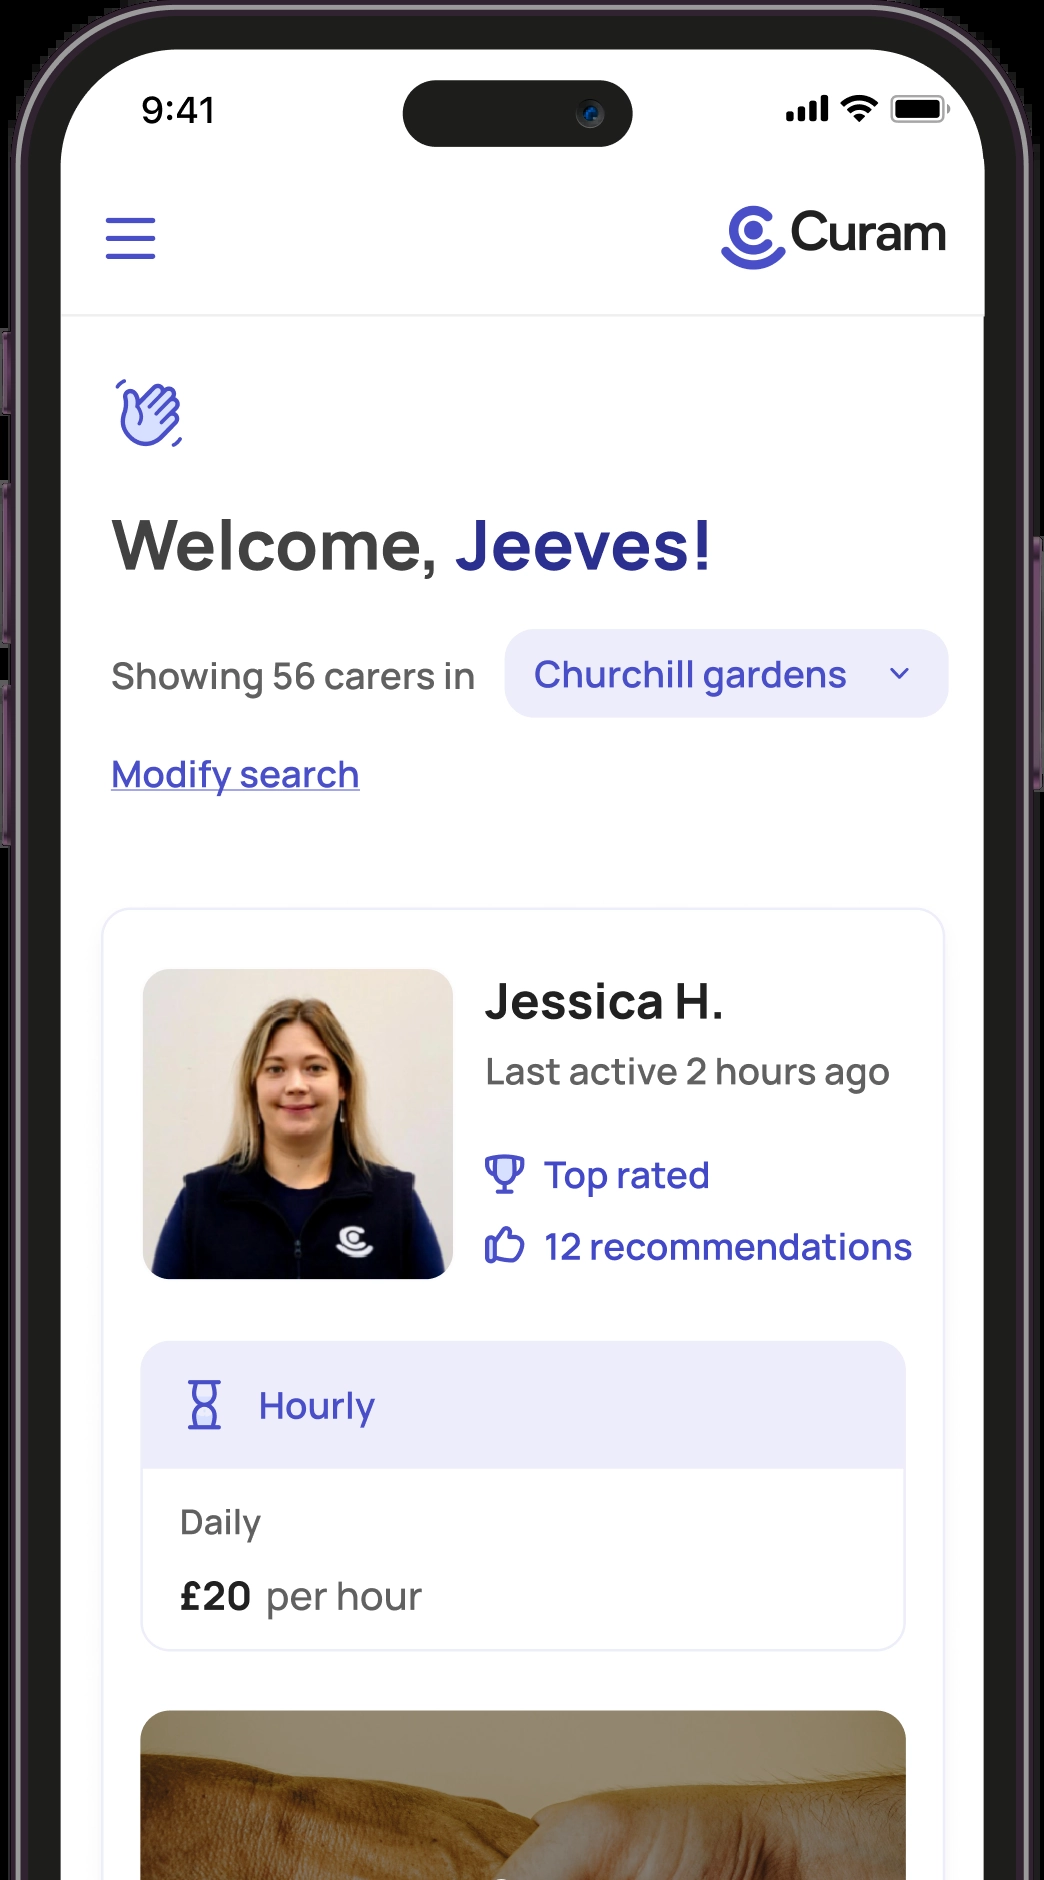 9:41
Curam
Welcome, Jeeves!
Showing 56 carers in Churchill gardens
Modify search
Jessica H.
Last active 2 hours ago
Top rated
12 recommendations
Hourly
Daily
£20 per hour